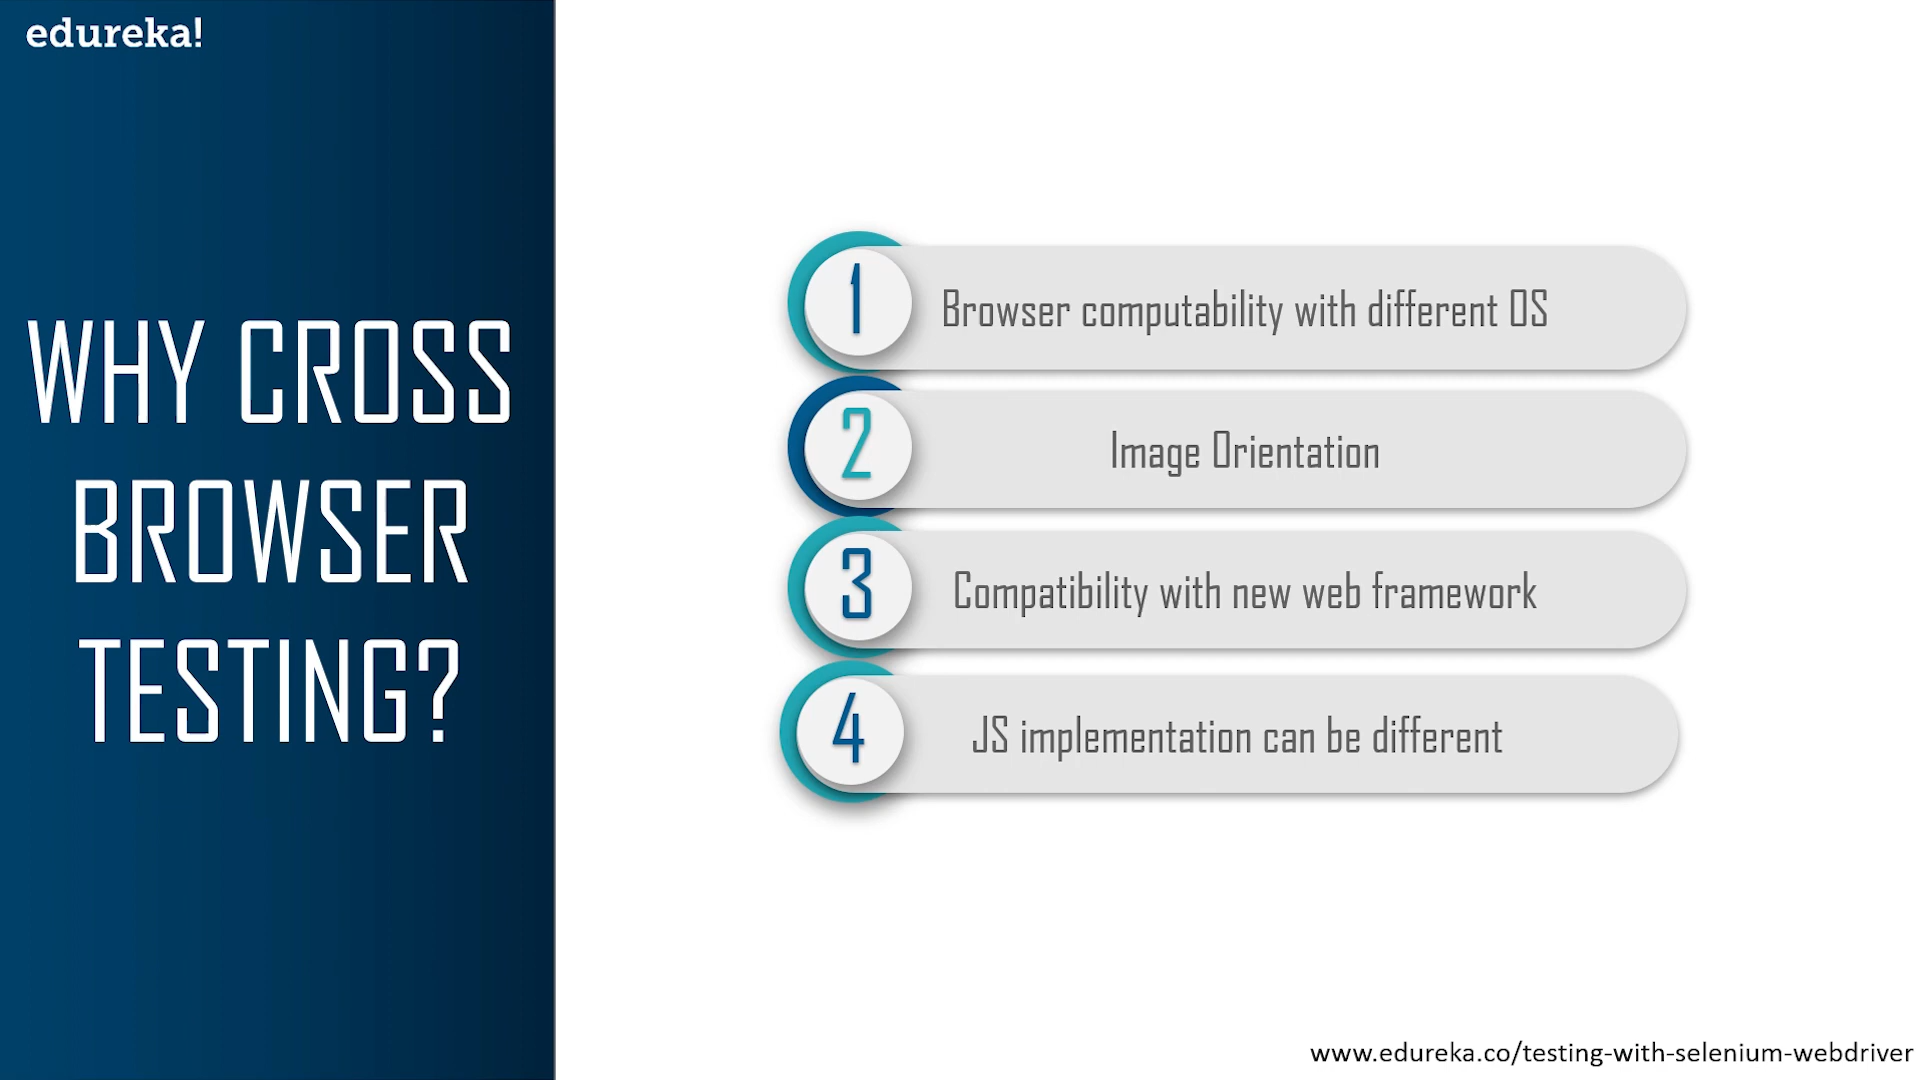 edureka!
WHY CROSS
BROWSER
TESTING?
1
Browser computability with different OS
2
Image Orientation
3
Compatibility with new web framework
4
JS implementation can be different
www.edureka.co/testing-with-selenium-webdriver